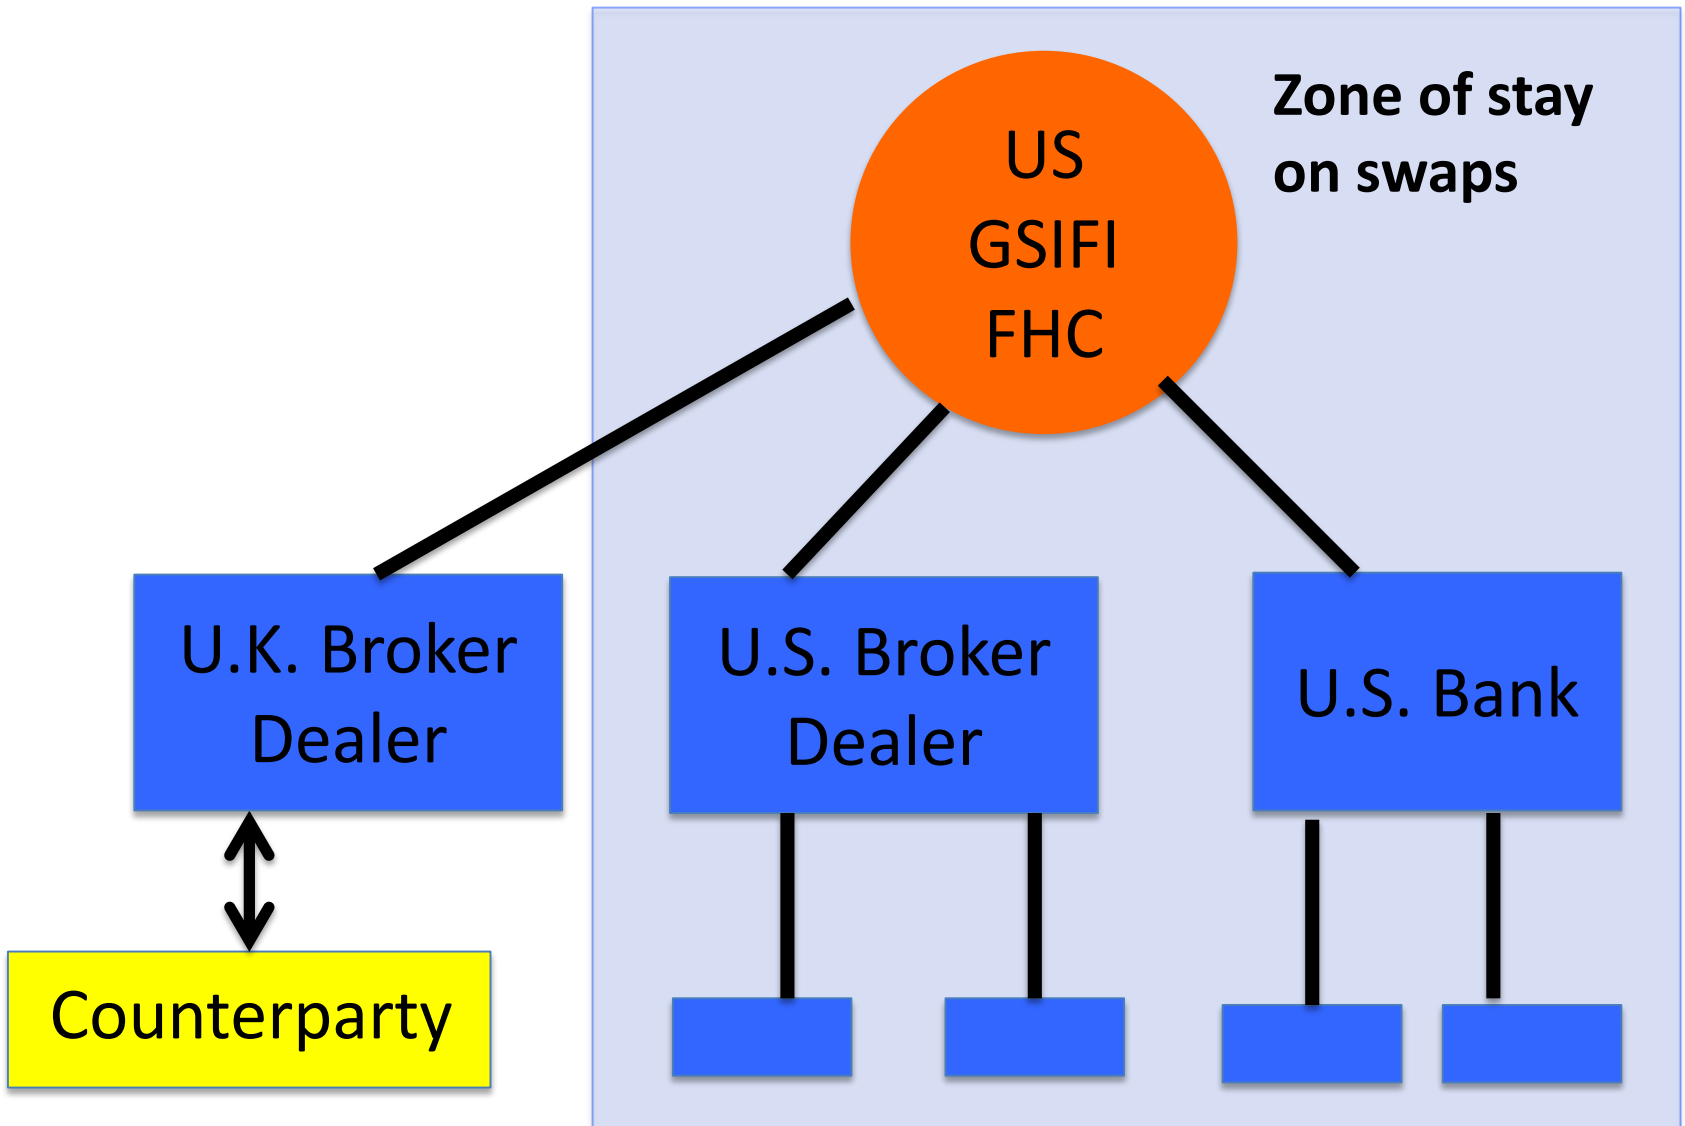 Zone of stay
on swaps
US
GSIFI
FHC
U.K. Broker
Dealer
U.S. Broker
Dealer
U.S. Bank
Counterparty